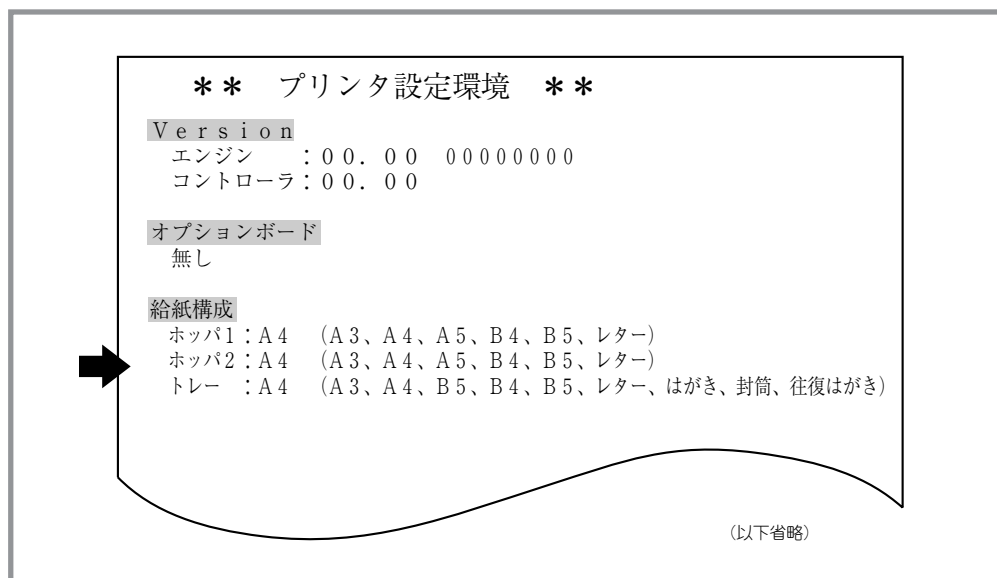 ** プリンタ設定環境 **
Version
エンジン :00.00 00000000
コントローラ:00.00
オプションボード
無し
給紙構成
ホッパ1:A4 (A3、A4、A5、B4、B5、レター)
ホッパ2:A4 (A3、A4、A5、B4、B5、レター)
トレー :A4 (A3、A4、B5、B4、B5、レター、はがき、封筒、往復はがき)
(以下省略)